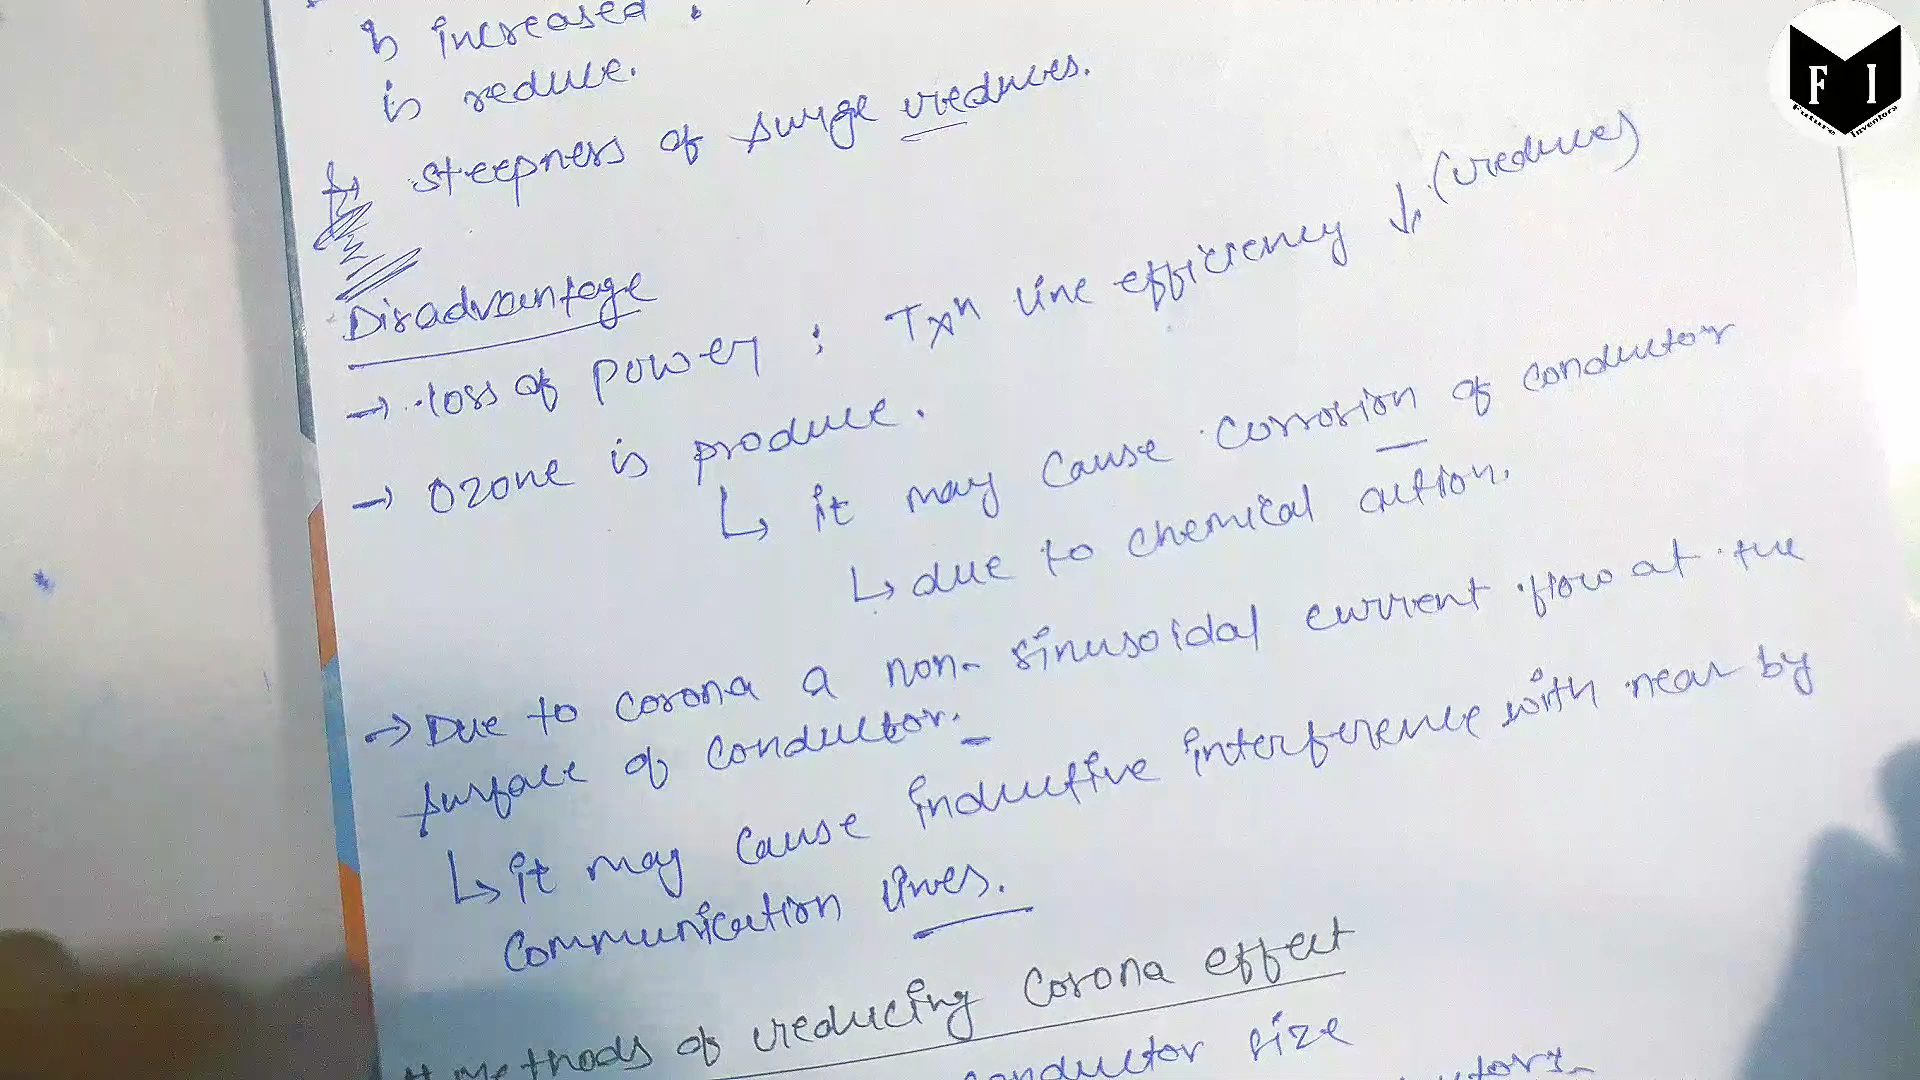 is increased.
is reduce.
↳ steepness of surge reduces.
Disadvantage
→ loss of power : Txn line efficiency ↓. (reduce)
→ Ozone is produce.
↳ it may cause corrosion of conductor
↳ due to chemical action.
→ Due to corona a non-sinusoidal current flow at the
surface of conductor.
↳ it may cause inductive interference with near by
communication lines.
# Methods of reducing Corona effect
conductor size
F I
Future Inventors